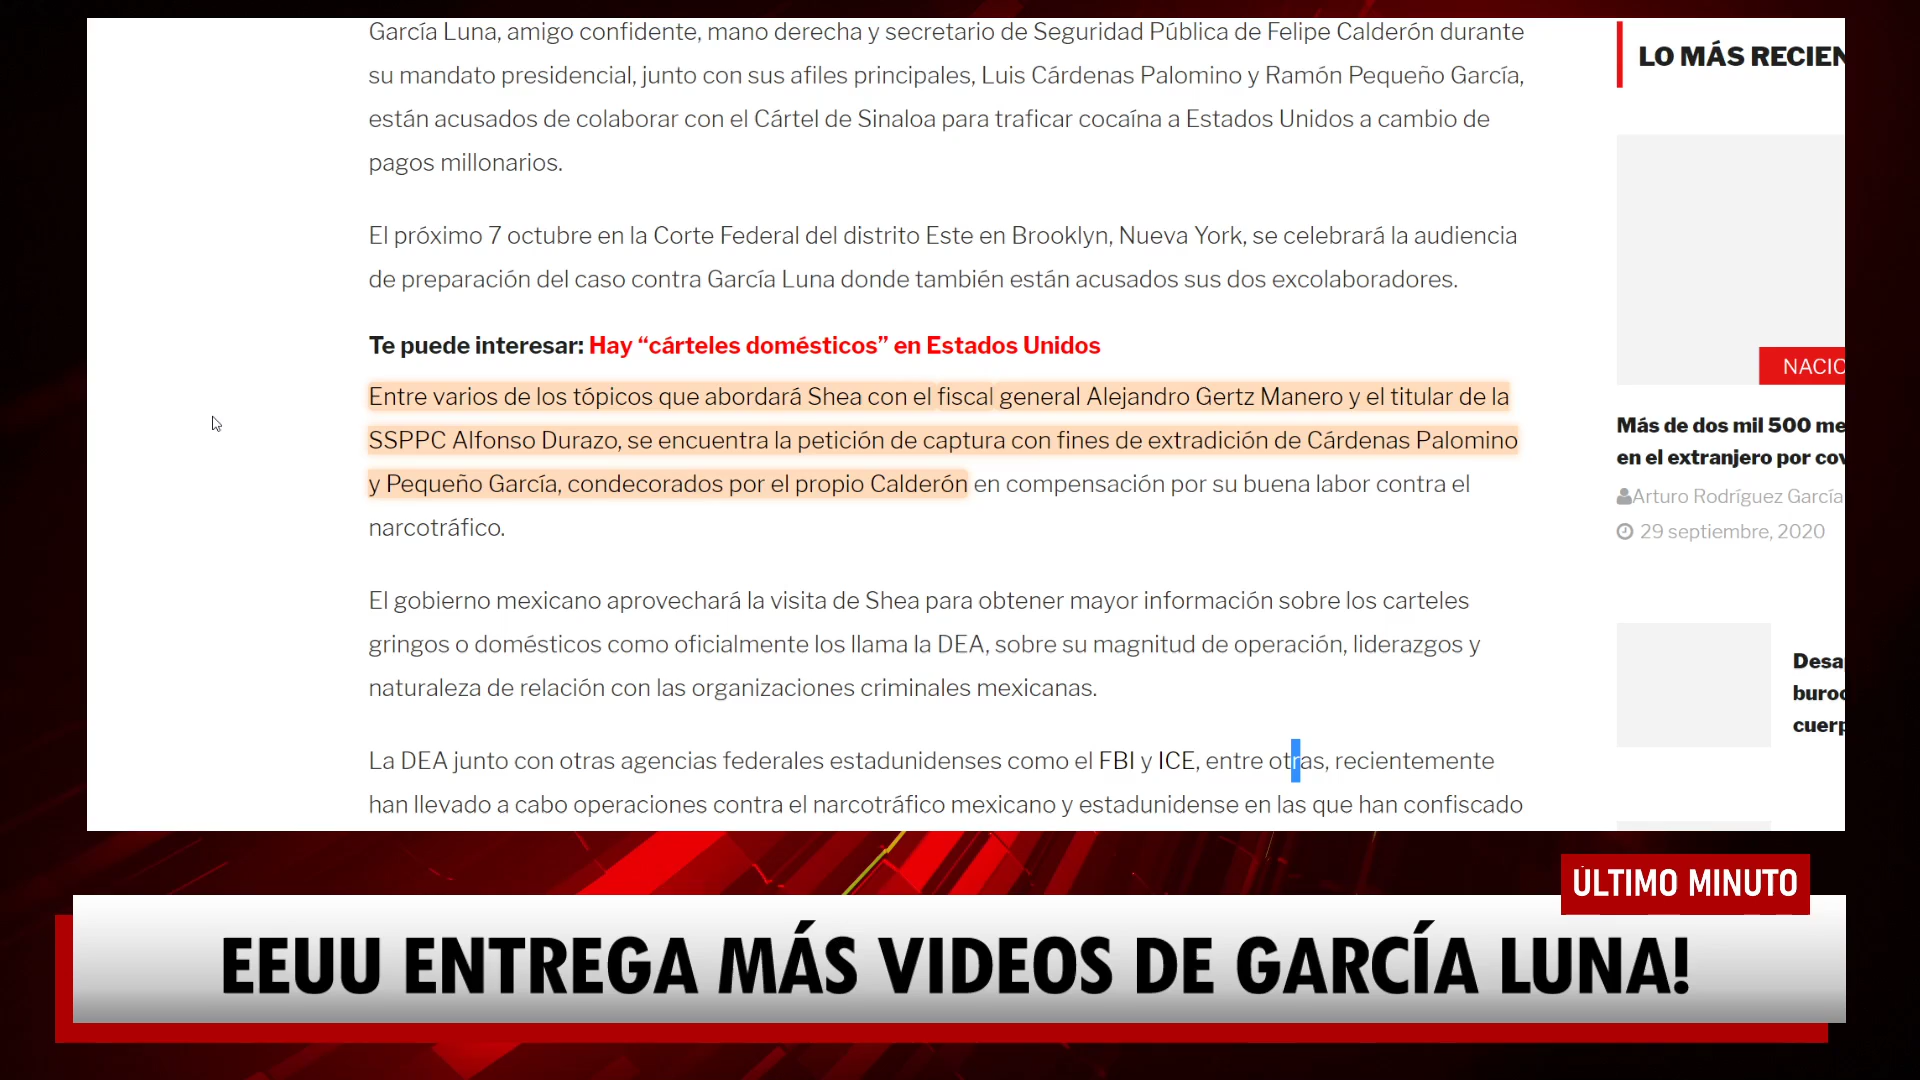 García Luna, amigo confidente, mano derecha y secretario de Seguridad Pública de Felipe Calderón durante
su mandato presidencial, junto con sus afiles principales, Luis Cárdenas Palomino y Ramón Pequeño García,
están acusados de colaborar con el Cártel de Sinaloa para traficar cocaína a Estados Unidos a cambio de
pagos millonarios.
El próximo 7 octubre en la Corte Federal del distrito Este en Brooklyn, Nueva York, se celebrará la audiencia
de preparación del caso contra García Luna donde también están acusados sus dos excolaboradores.
Te puede interesar: Hay “cárteles domésticos” en Estados Unidos
Entre varios de los tópicos que abordará Shea con el fiscal general Alejandro Gertz Manero y el titular de la
SSPPC Alfonso Durazo, se encuentra la petición de captura con fines de extradición de Cárdenas Palomino
y Pequeño García, condecorados por el propio Calderón en compensación por su buena labor contra el
narcotráfico.
El gobierno mexicano aprovechará la visita de Shea para obtener mayor información sobre los carteles
gringos o domésticos como oficialmente los llama la DEA, sobre su magnitud de operación, liderazgos y
naturaleza de relación con las organizaciones criminales mexicanas.
La DEA junto con otras agencias federales estadunidenses como el FBI y ICE, entre otras, recientemente
han llevado a cabo operaciones contra el narcotráfico mexicano y estadunidense en las que han confiscado
LO MÁS RECIEN
NACIO
Más de dos mil 500 me
en el extranjero por cov
Arturo Rodríguez García
29 septiembre, 2020
Desa
buroc
cuerp
ÚLTIMO MINUTO
EEUU ENTREGA MÁS VIDEOS DE GARCÍA LUNA!